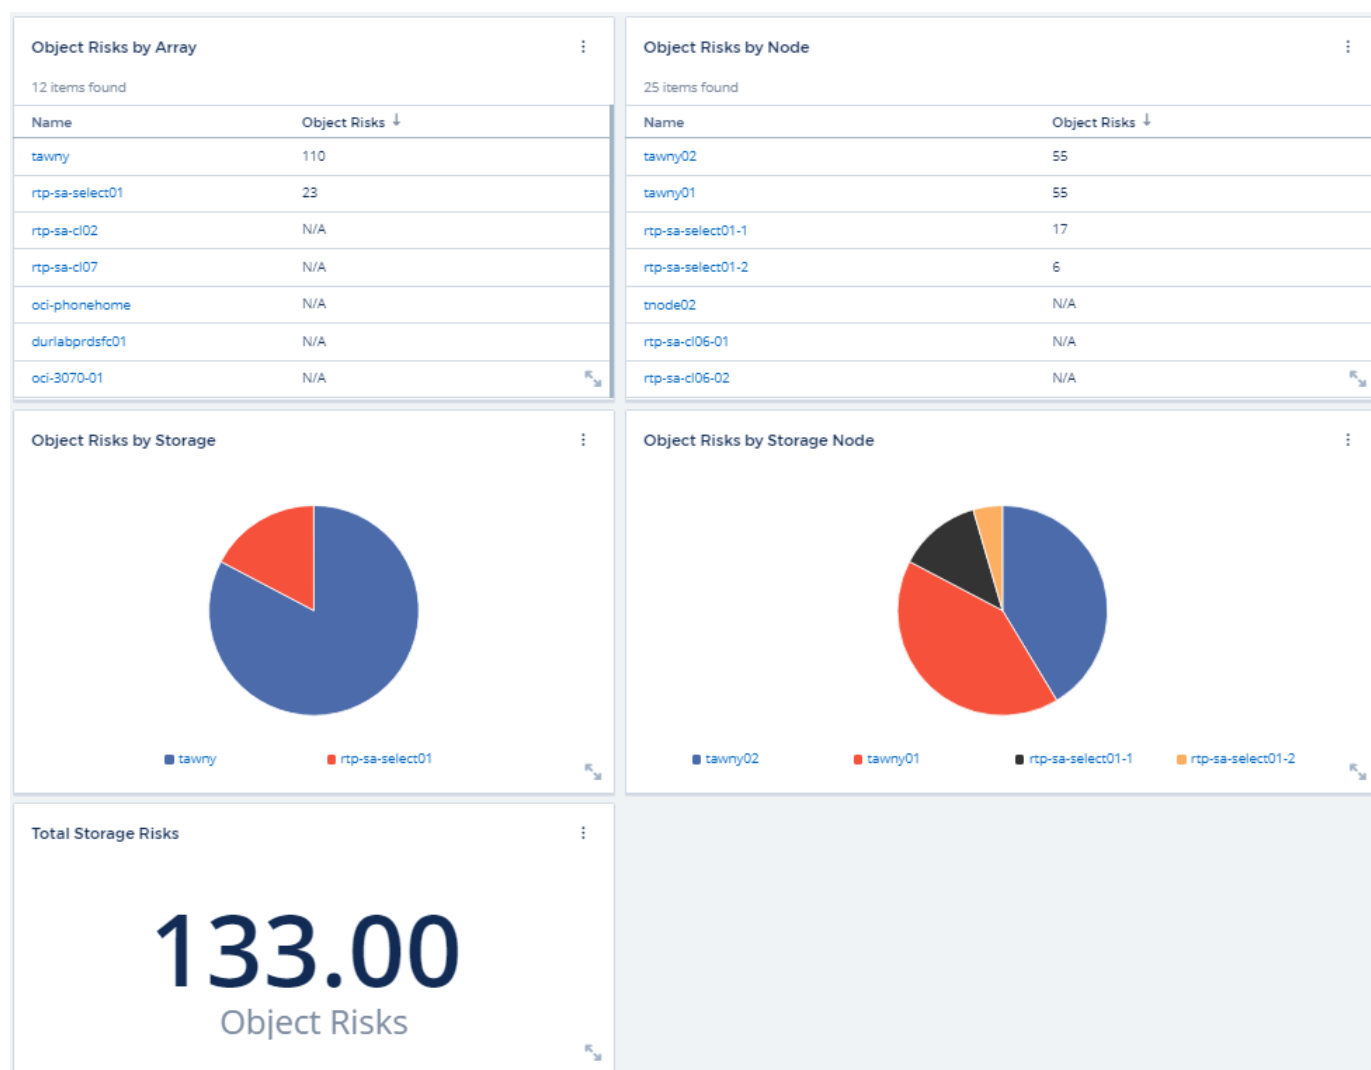 Object Risks by Array
12 items found
Name Object Risks ↓
tawny 110
rtp-sa-select01 23
rtp-sa-cl02 N/A
rtp-sa-cl07 N/A
oci-phonehome N/A
durlabprdsfc01 N/A
oci-3070-01 N/A
Object Risks by Node
25 items found
Name Object Risks ↓
tawny02 55
tawny01 55
rtp-sa-select01-1 17
rtp-sa-select01-2 6
tnode02 N/A
rtp-sa-cl06-01 N/A
rtp-sa-cl06-02 N/A
Object Risks by Storage
tawny rtp-sa-select01
Object Risks by Storage Node
tawny02 tawny01 rtp-sa-select01-1 rtp-sa-select01-2
Total Storage Risks
133.00
Object Risks